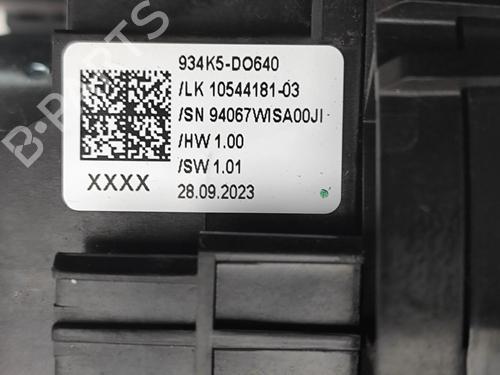 B-PARTS
934K5-DO640
/LK 10544181-03
/SN 94067WISA00JI
/HW 1.00
/SW 1.01
XXXX 28.09.2023